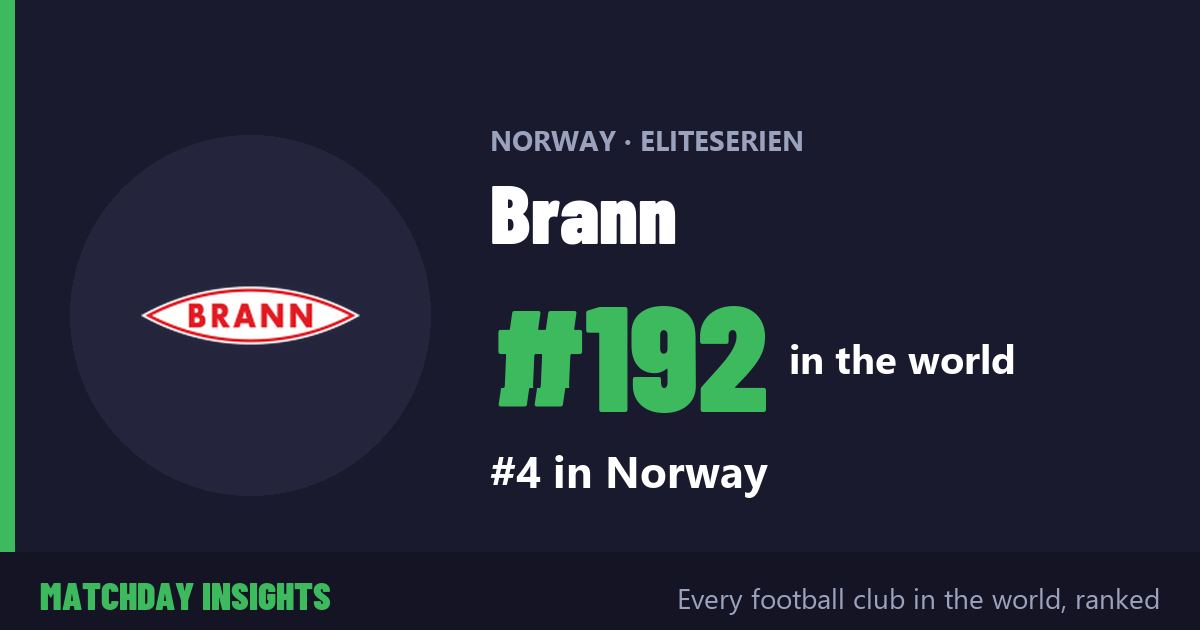 NORWAY · ELITESERIEN
Brann
BRANN
#192 in the world
#4 in Norway
MATCHDAY INSIGHTS
Every football club in the world, ranked